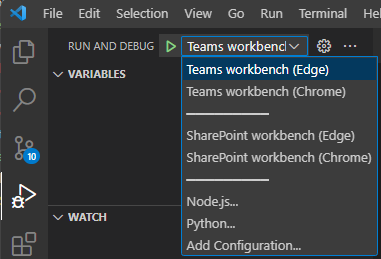 File Edit Selection View Go Run Terminal Help
RUN AND DEBUG Teams workbench
VARIABLES
Teams workbench (Edge)
Teams workbench (Chrome)
SharePoint workbench (Edge)
10
SharePoint workbench (Chrome)
Node.js...
Python...
WATCH
Add Configuration...